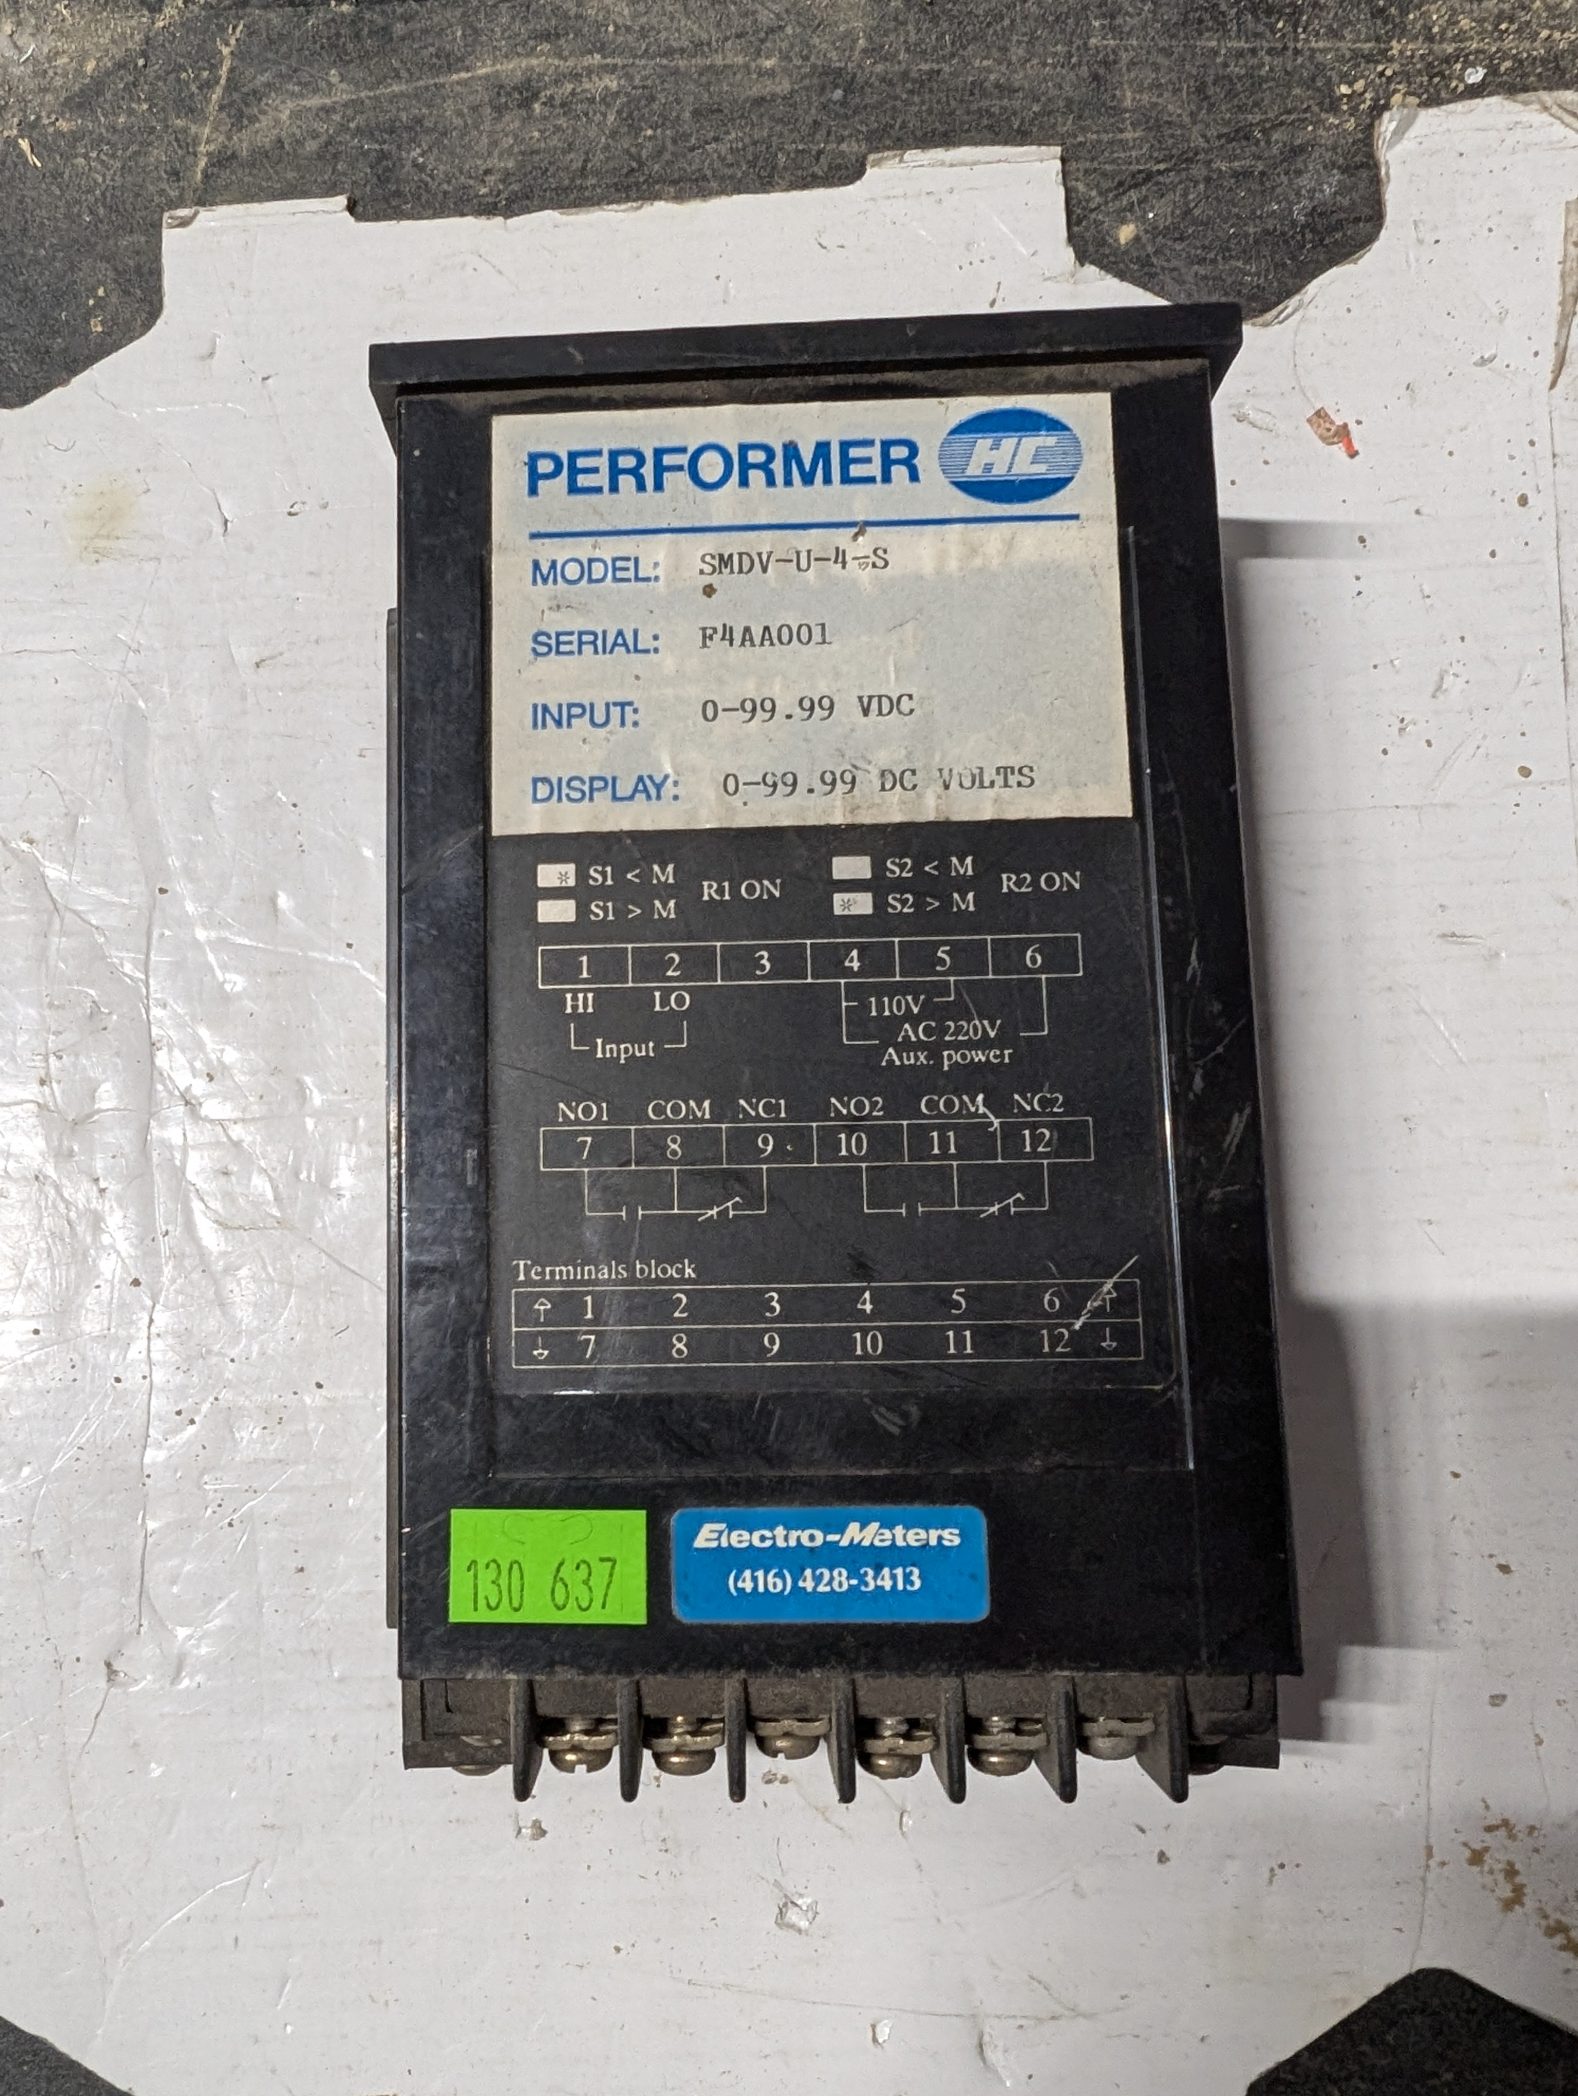 PERFORMER HC
MODEL: SMDV-U-4-S
SERIAL: F4AA001
INPUT: 0-99.99 VDC
DISPLAY: 0-99.99 DC VOLTS
* S1 < M R1 ON S2 < M R2 ON
S1 > M * S2 > M
1 2 3 4 5 6
HI LO 110V
Input AC 220V
Aux. power
NO1 COM NC1 NO2 COM NC2
7 8 9 10 11 12
Terminals block
1 2 3 4 5 6
7 8 9 10 11 12
130 637
Electro-Meters
(416) 428-3413